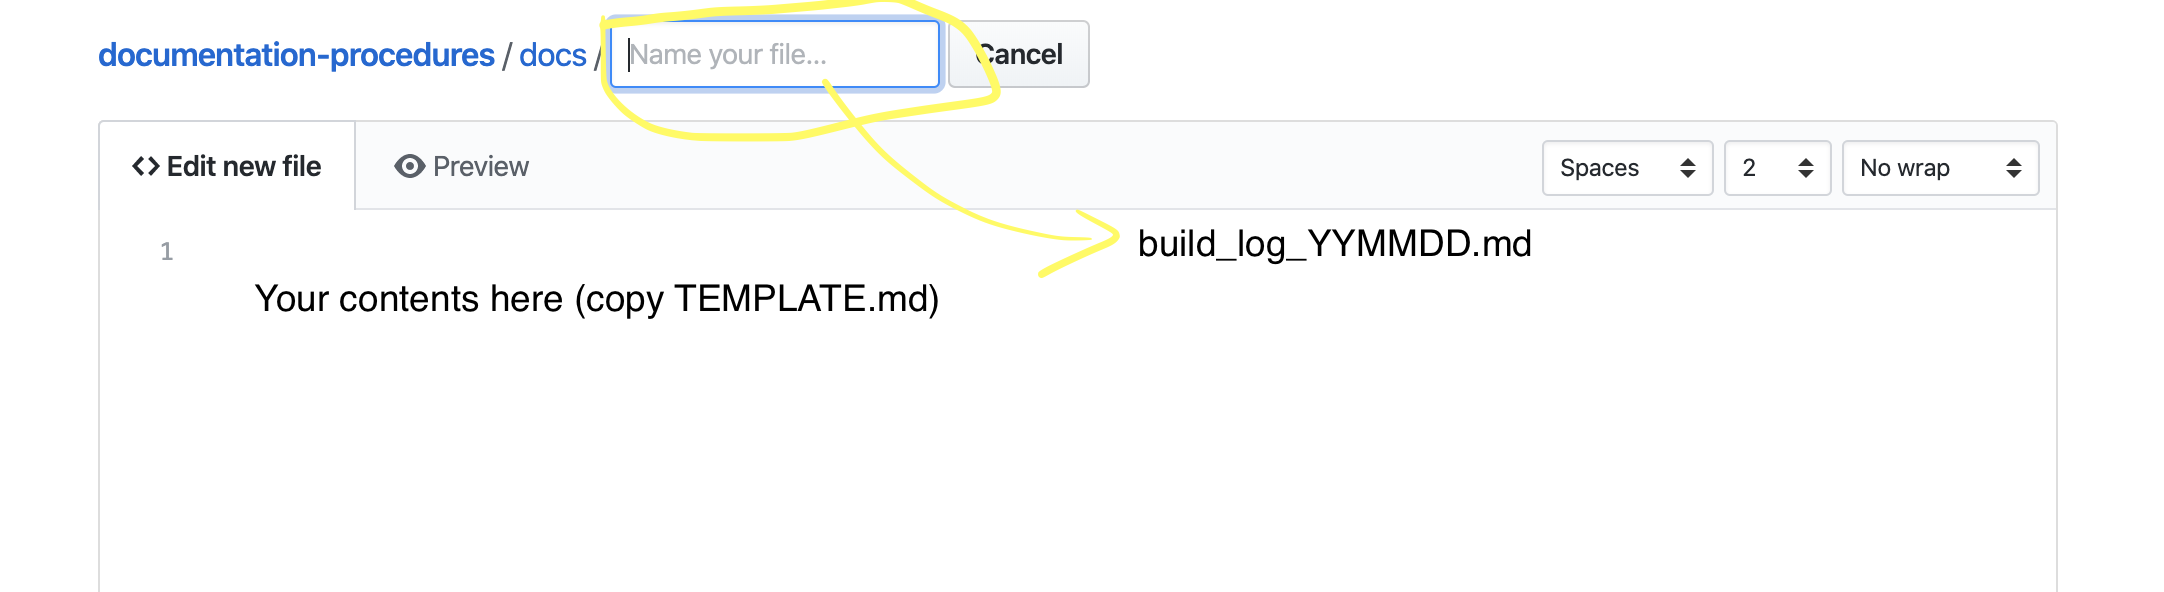 documentation-procedures / docs / Name your file... Cancel
<> Edit new file Preview Spaces 2 No wrap
1 build_log_YYMMDD.md
Your contents here (copy TEMPLATE.md)